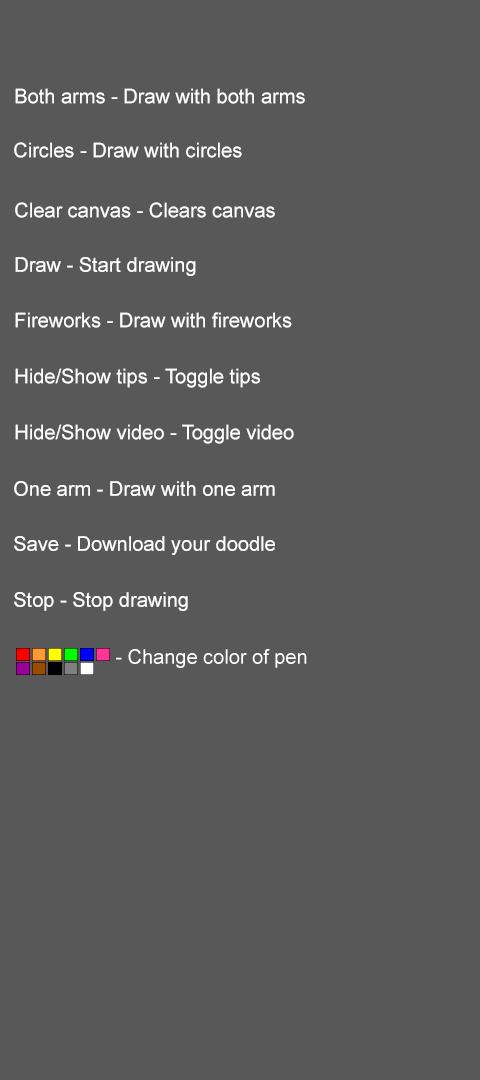 Both arms - Draw with both arms
Circles - Draw with circles
Clear canvas - Clears canvas
Draw - Start drawing
Fireworks - Draw with fireworks
Hide/Show tips - Toggle tips
Hide/Show video - Toggle video
One arm - Draw with one arm
Save - Download your doodle
Stop - Stop drawing
- Change color of pen